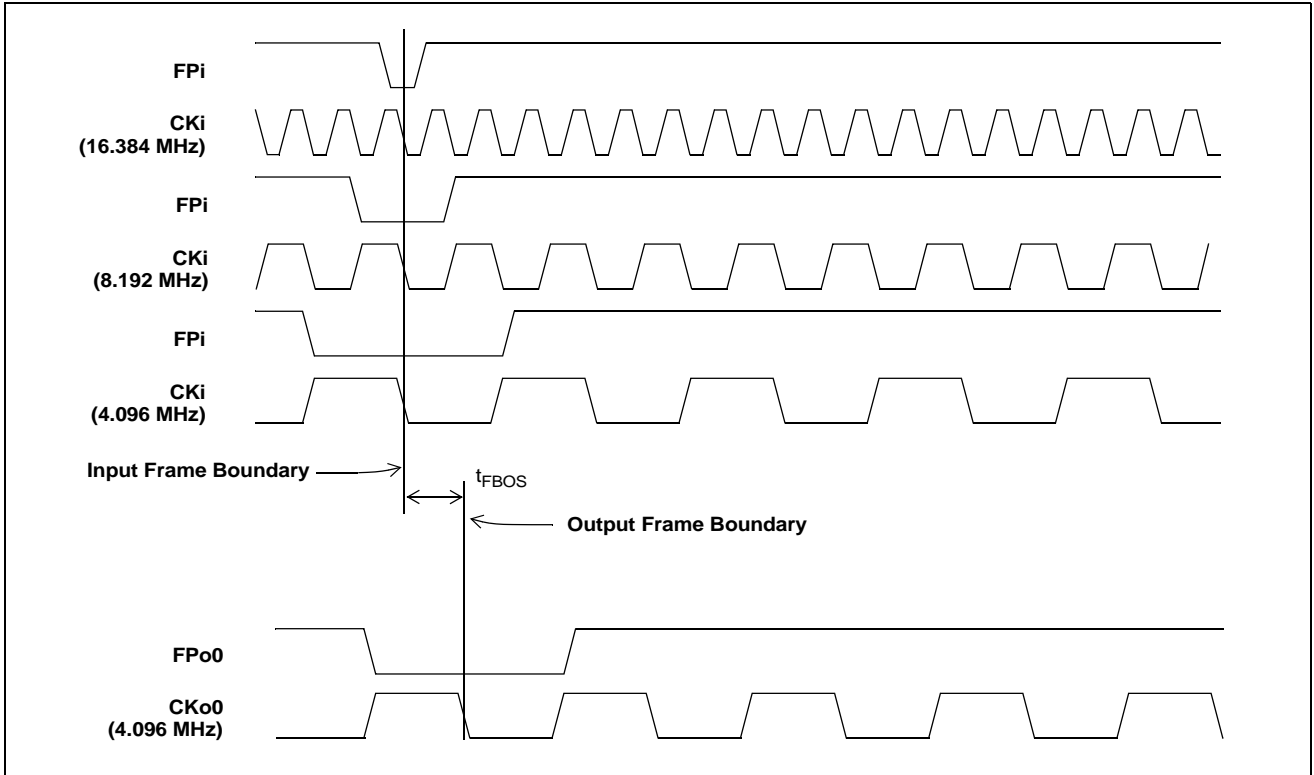 FPi
CKi
(16.384 MHz)
FPi
CKi
(8.192 MHz)
FPi
CKi
(4.096 MHz)
Input Frame Boundary
tFBOS
Output Frame Boundary
FPo0
CKo0
(4.096 MHz)